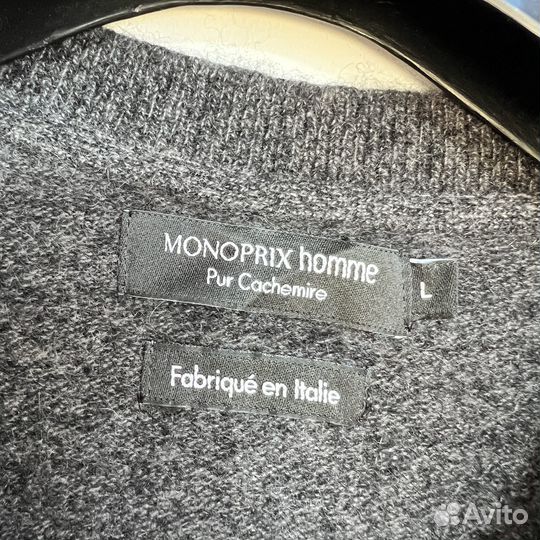 MONOPRIX homme
Pur Cachemire
L
Fabriqué en Italie
Avito